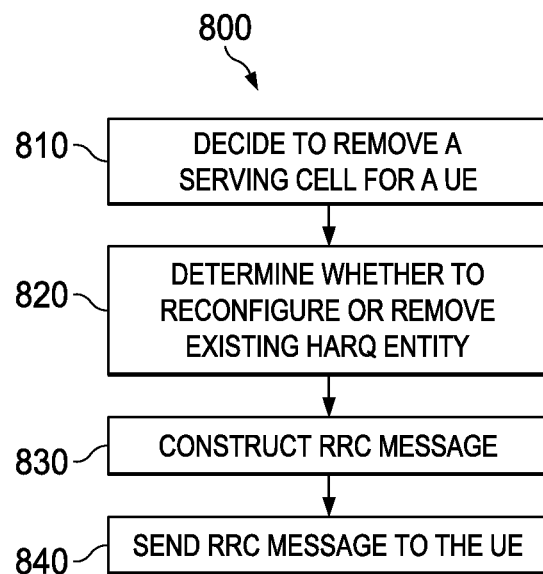 800
810
DECIDE TO REMOVE A
SERVING CELL FOR A UE
820
DETERMINE WHETHER TO
RECONFIGURE OR REMOVE
EXISTING HARQ ENTITY
830
CONSTRUCT RRC MESSAGE
840
SEND RRC MESSAGE TO THE UE